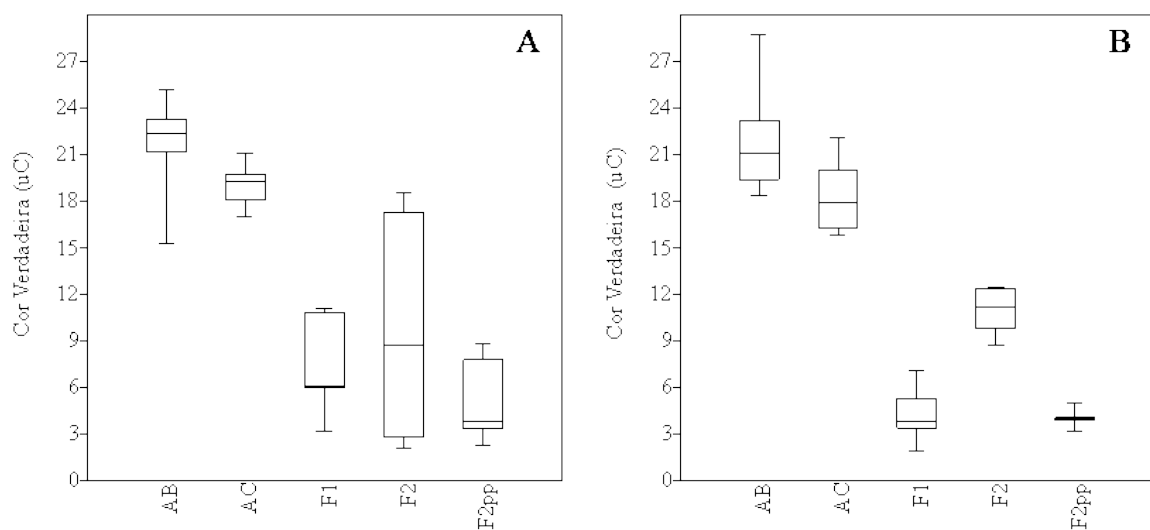 A
27
24
21
18
15
12
9
6
3
0
Cor Verdadeira (uC)
AB
AC
F1
F2
F2pp
B
27
24
21
18
15
12
9
6
3
0
Cor Verdadeira (uC)
AB
AC
F1
F2
F2pp